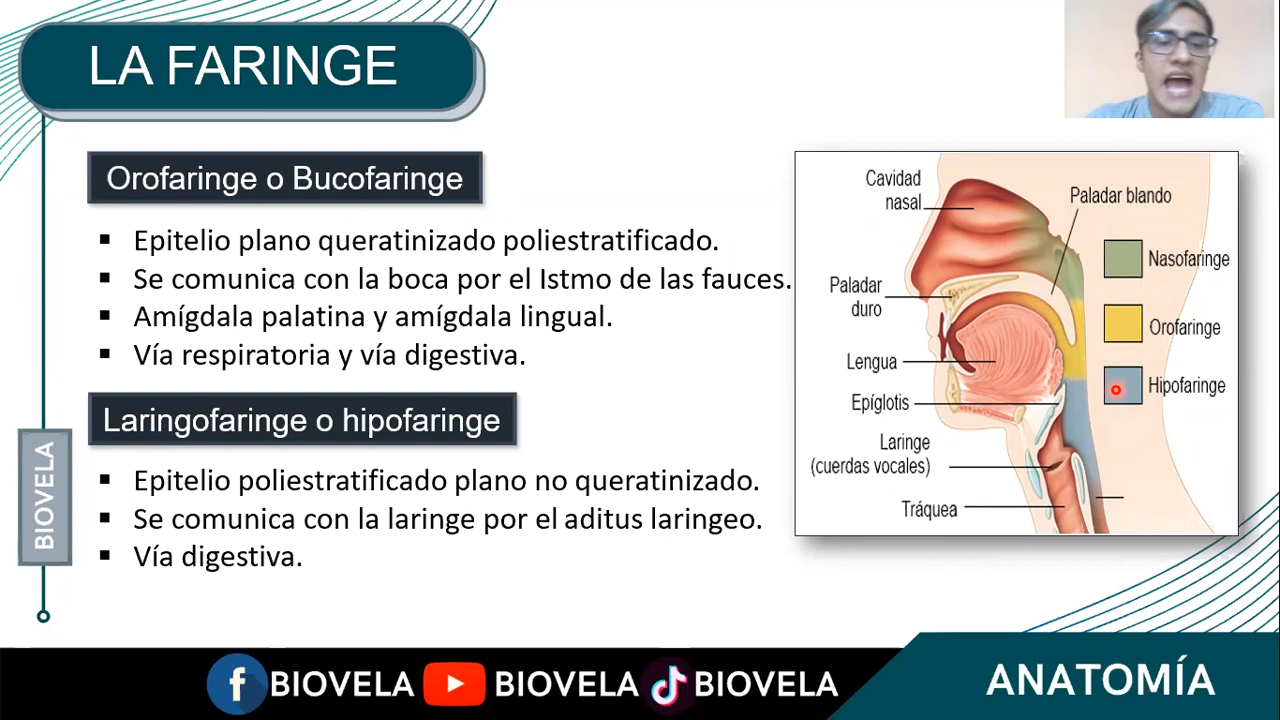 LA FARINGE
Orofaringe o Bucofaringe
▪ Epitelio plano queratinizado poliestratificado.
▪ Se comunica con la boca por el Istmo de las fauces.
▪ Amígdala palatina y amígdala lingual.
▪ Vía respiratoria y vía digestiva.
Laringofaringe o hipofaringe
▪ Epitelio poliestratificado plano no queratinizado.
▪ Se comunica con la laringe por el aditus laringeo.
▪ Vía digestiva.
BIOVELA
Cavidad
nasal
Paladar blando
Nasofaringe
Paladar
duro
Orofaringe
Lengua
Hipofaringe
Epíglotis
Laringe
(cuerdas vocales)
Tráquea
BIOVELA BIOVELA BIOVELA
ANATOMÍA